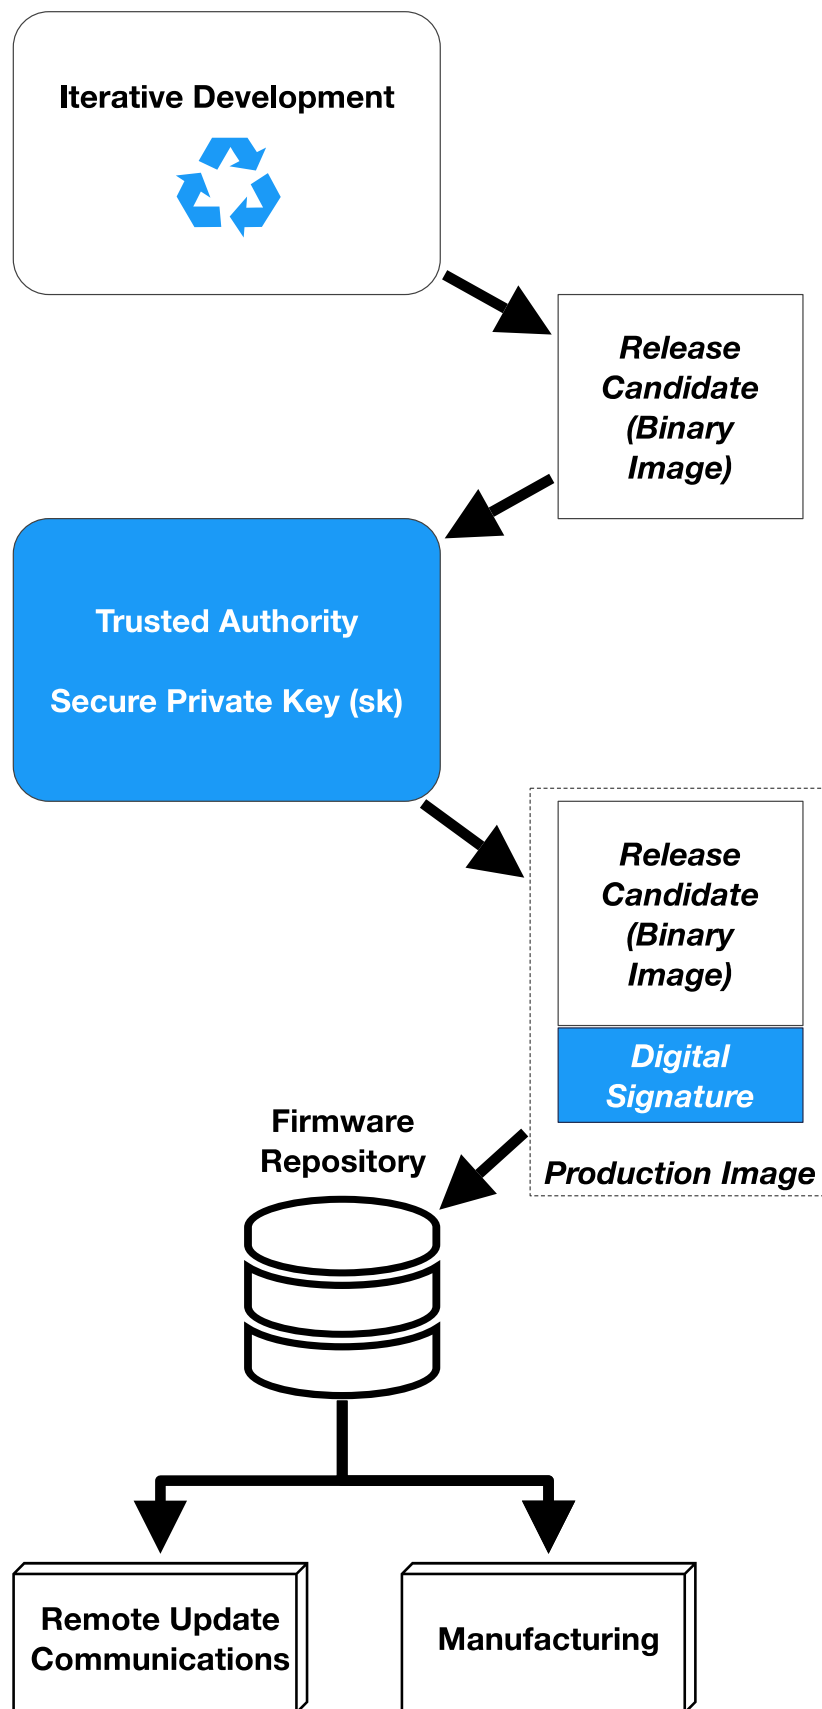 Iterative Development
Release
Candidate
(Binary
Image)
Trusted Authority
Secure Private Key (sk)
Release
Candidate
(Binary
Image)
Digital
Signature
Production Image
Firmware
Repository
Remote Update
Communications
Manufacturing